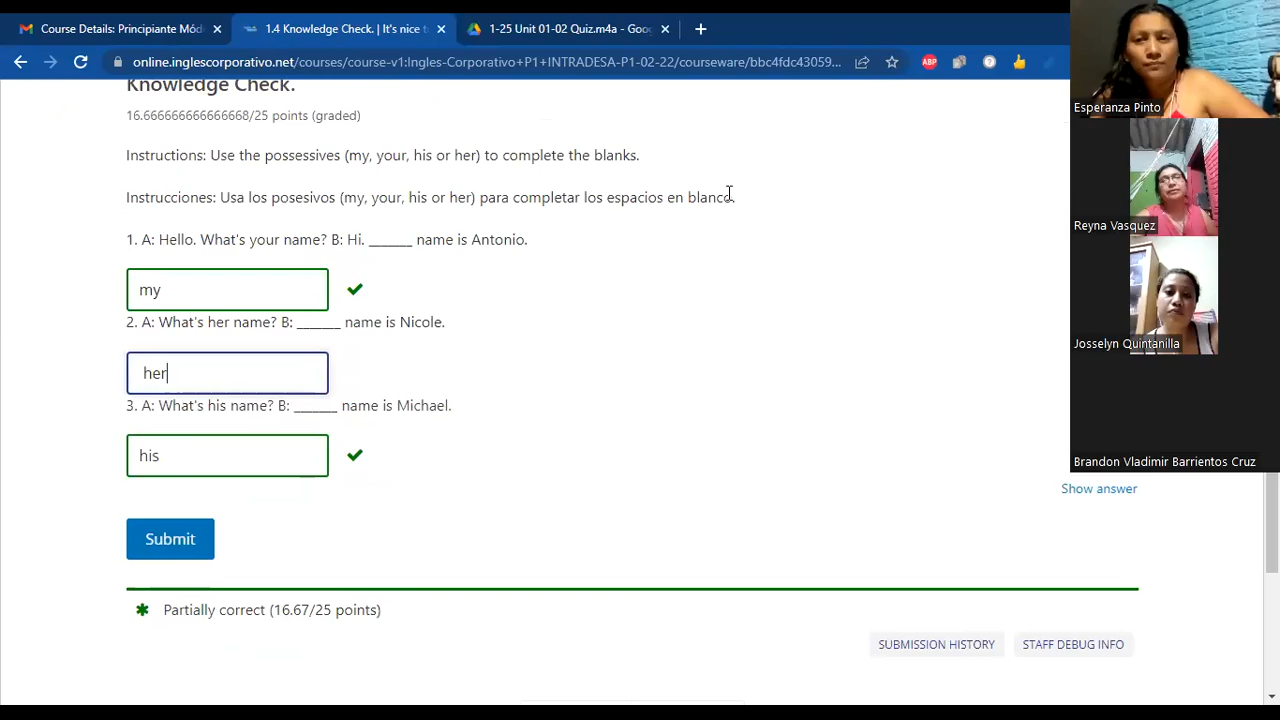 Course Details: Principiante Mód
1.4 Knowledge Check. | It's nice t
1-25 Unit 01-02 Quiz.m4a - Goo
online.inglescorporativo.net/courses/course-v1:Ingles-Corporativo+P1+INTRADESA-P1-02-22/courseware/bbc4fdc43059...
ABP
Knowledge Check.
16.666666666666668/25 points (graded)
Instructions: Use the possessives (my, your, his or her) to complete the blanks.
Instrucciones: Usa los posesivos (my, your, his or her) para completar los espacios en blanco.
1. A: Hello. What's your name? B: Hi. _______ name is Antonio.
my
2. A: What's her name? B: _______ name is Nicole.
her
3. A: What's his name? B: _______ name is Michael.
his
Show answer
Submit
Partially correct (16.67/25 points)
SUBMISSION HISTORY
STAFF DEBUG INFO
Esperanza Pinto
Reyna Vasquez
Josselyn Quintanilla
Brandon Vladimir Barrientos Cruz